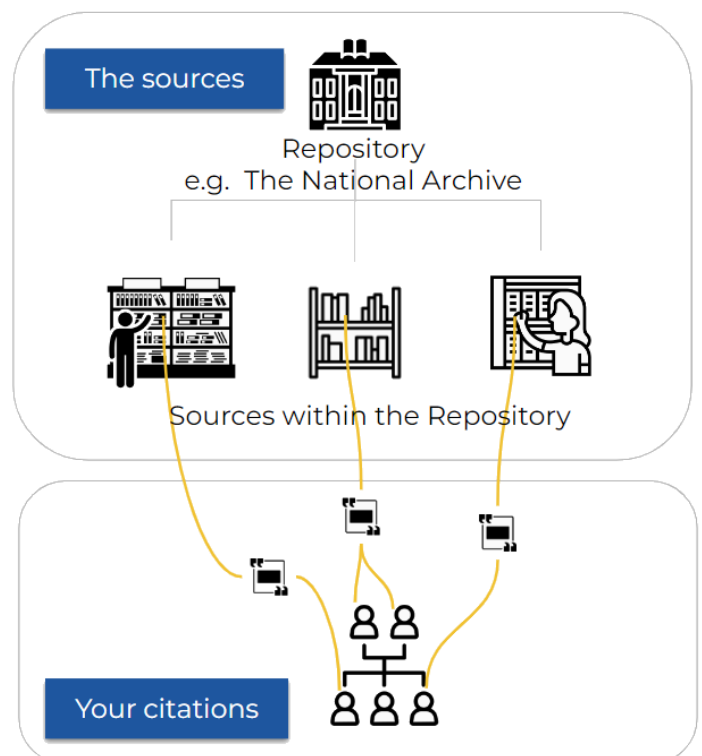 The sources
Repository
e.g. The National Archive
Sources within the Repository
Your citations